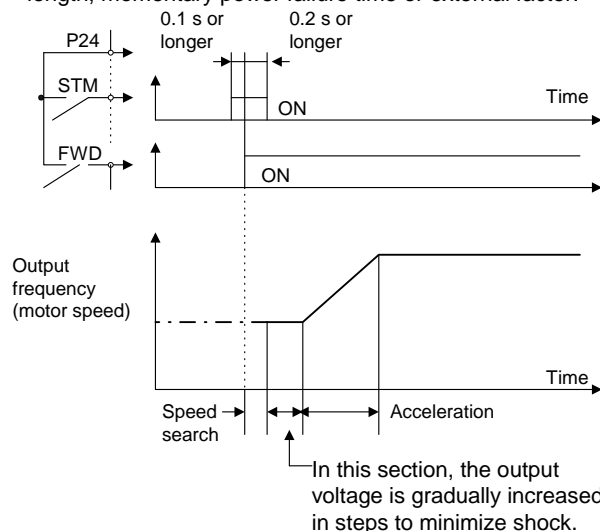 length, momentary power failure time or external factor.
0.1 s or
longer
0.2 s or
longer
P24
STM
ON
Time
FWD
ON
Output
frequency
(motor speed)
Time
Speed
search
Acceleration
In this section, the output
voltage is gradually increased
in steps to minimize shock.